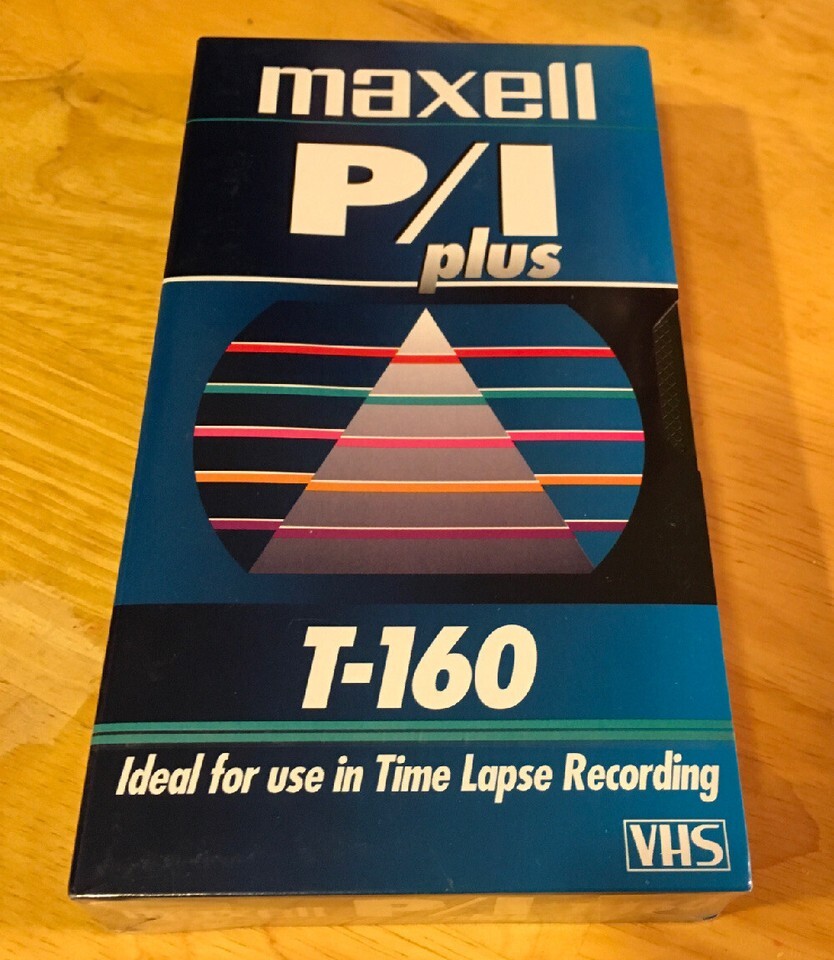 maxell
P/I
plus
T-160
Ideal for use in Time Lapse Recording
VHS
P/I